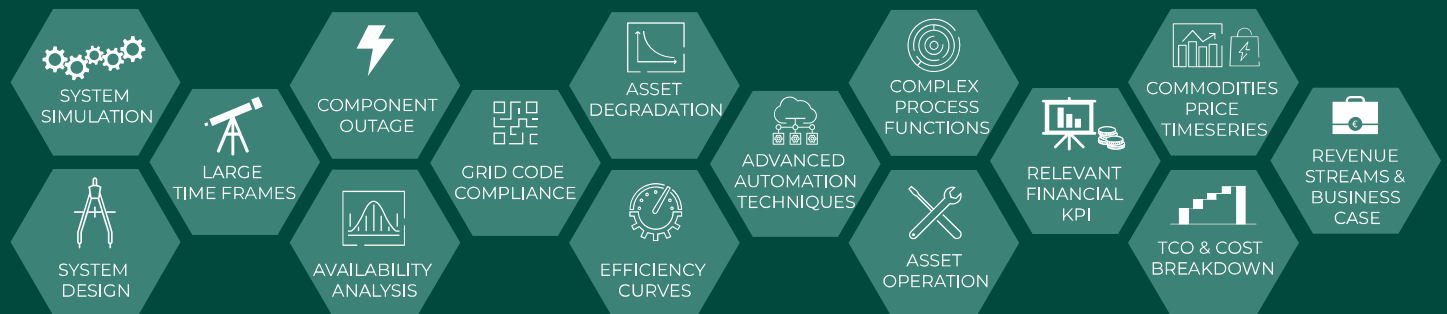 SYSTEM
SIMULATION
SYSTEM
DESIGN
LARGE
TIME FRAMES
COMPONENT
OUTAGE
AVAILABILITY
ANALYSIS
GRID CODE
COMPLIANCE
ASSET
DEGRADATION
EFFICIENCY
CURVES
ADVANCED
AUTOMATION
TECHNIQUES
COMPLEX
PROCESS
FUNCTIONS
ASSET
OPERATION
RELEVANT
FINANCIAL
KPI
COMMODITIES
PRICE
TIMESERIES
TCO & COST
BREAKDOWN
€
REVENUE
STREAMS &
BUSINESS
CASE